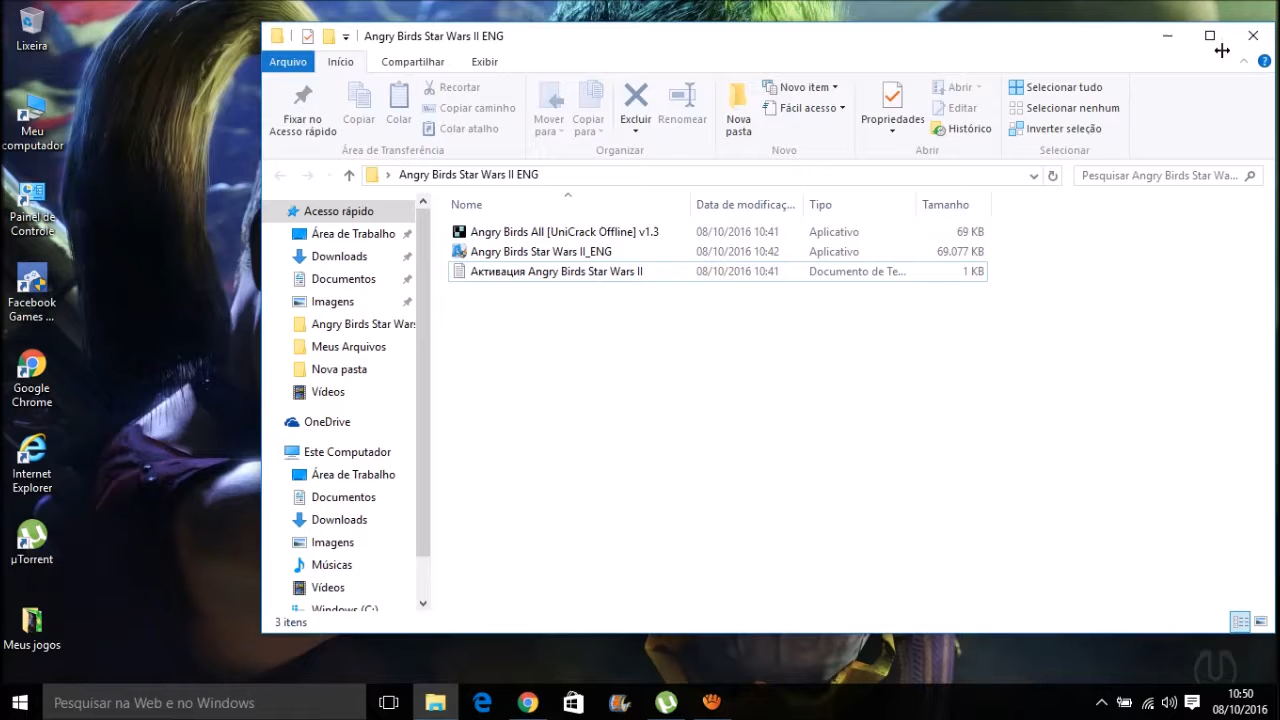 Lixeira
Meu
computador
Painel de
Controle
Facebook
Games ...
Google
Chrome
Internet
Explorer
µTorrent
Meus jogos
Angry Birds Star Wars II ENG
Arquivo
Início
Compartilhar
Exibir
Fixar no
Acesso rápido
Copiar
Colar
Recortar
Copiar caminho
Colar atalho
Área de Transferência
Mover
para
Copiar
para
Excluir
Renomear
Organizar
Nova
pasta
Novo item
Fácil acesso
Novo
Propriedades
Abrir
Editar
Histórico
Abrir
Selecionar tudo
Selecionar nenhum
Inverter seleção
Selecionar
Angry Birds Star Wars II ENG
Pesquisar Angry Birds Star Wa...
Acesso rápido
Área de Trabalho
Downloads
Documentos
Imagens
Angry Birds Star Wars
Meus Arquivos
Nova pasta
Vídeos
OneDrive
Este Computador
Área de Trabalho
Documentos
Downloads
Imagens
Músicas
Vídeos
Windows (C:)
Nome Data de modificaç... Tipo Tamanho
Angry Birds All [UniCrack Offline] v1.3 08/10/2016 10:41 Aplicativo 69 KB
Angry Birds Star Wars II_ENG 08/10/2016 10:42 Aplicativo 69.077 KB
Активация Angry Birds Star Wars II 08/10/2016 10:41 Documento de Te... 1 KB
3 itens
Pesquisar na Web e no Windows
10:50
08/10/2016